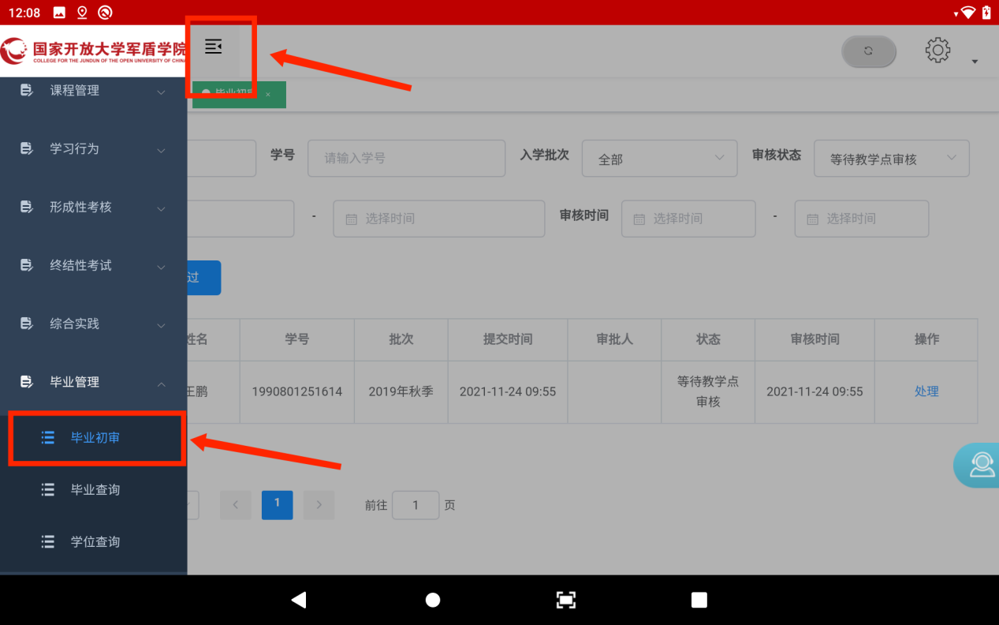 12:08
国家开放大学军盾学院
COLLEGE FOR THE JUNDUN OF THE OPEN UNIVERSITY OF CHINA
毕业初审 ×
课程管理
学习行为
形成性考核
终结性考试
综合实践
毕业管理
毕业初审
毕业查询
学位查询
学号 请输入学号 入学批次 全部 审核状态 等待教学点审核
- 选择时间 审核时间 选择时间 - 选择时间
过
姓名 学号 批次 提交时间 审批人 状态 审核时间 操作
王鹏 1990801251614 2019年秋季 2021-11-24 09:55 等待教学点审核 2021-11-24 09:55 处理
1 前往 1 页